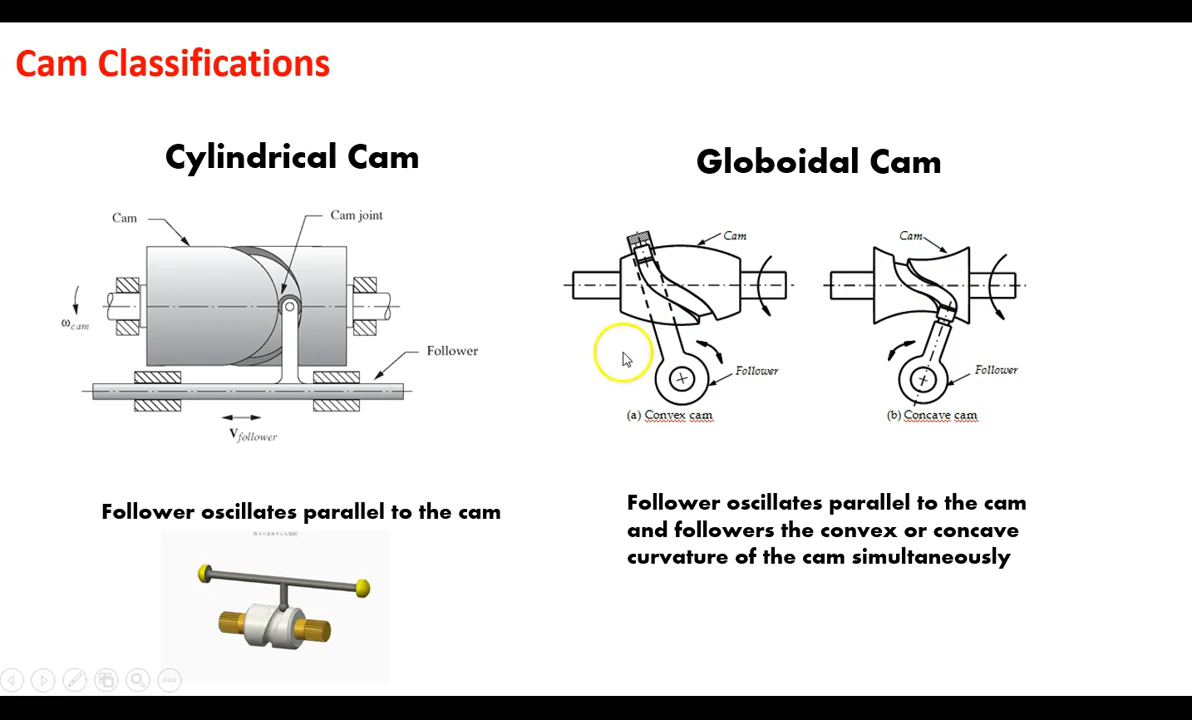 Cam Classifications
Cylindrical Cam
Cam
Cam joint
ωcam
Follower
Vfollower
Follower oscillates parallel to the cam
Globoidal Cam
Cam
Follower
(a) Convex cam
Cam
Follower
(b) Concave cam
Follower oscillates parallel to the cam
and followers the convex or concave
curvature of the cam simultaneously